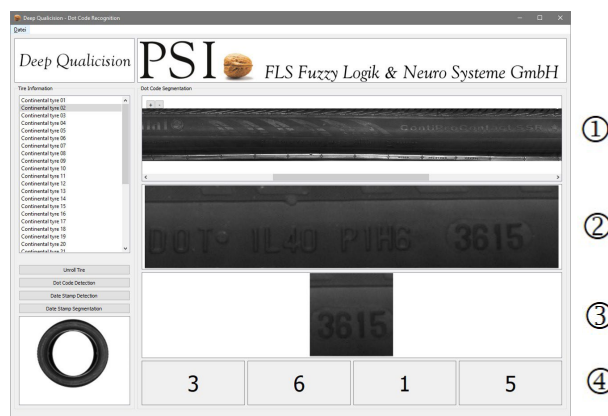 Deep Qualicision - Dot Code Recognition
Datei
Deep Qualicision
PSI
FLS Fuzzy Logik & Neuro Systeme GmbH
Tire Information
Continental tyre 01
Continental tyre 02
Continental tyre 03
Continental tyre 04
Continental tyre 05
Continental tyre 06
Continental tyre 07
Continental tyre 08
Continental tyre 09
Continental tyre 10
Continental tyre 11
Continental tyre 12
Continental tyre 13
Continental tyre 14
Continental tyre 15
Continental tyre 16
Continental tyre 17
Continental tyre 18
Continental tyre 19
Continental tyre 20
Continental tyre 21
Unroll Tire
Dot Code Detection
Date Stamp Detection
Date Stamp Segmentation
Dot Code Segmentation
+ -
①
DOT IL40 P1H6 3615
②
3615
③
3 6 1 5
④